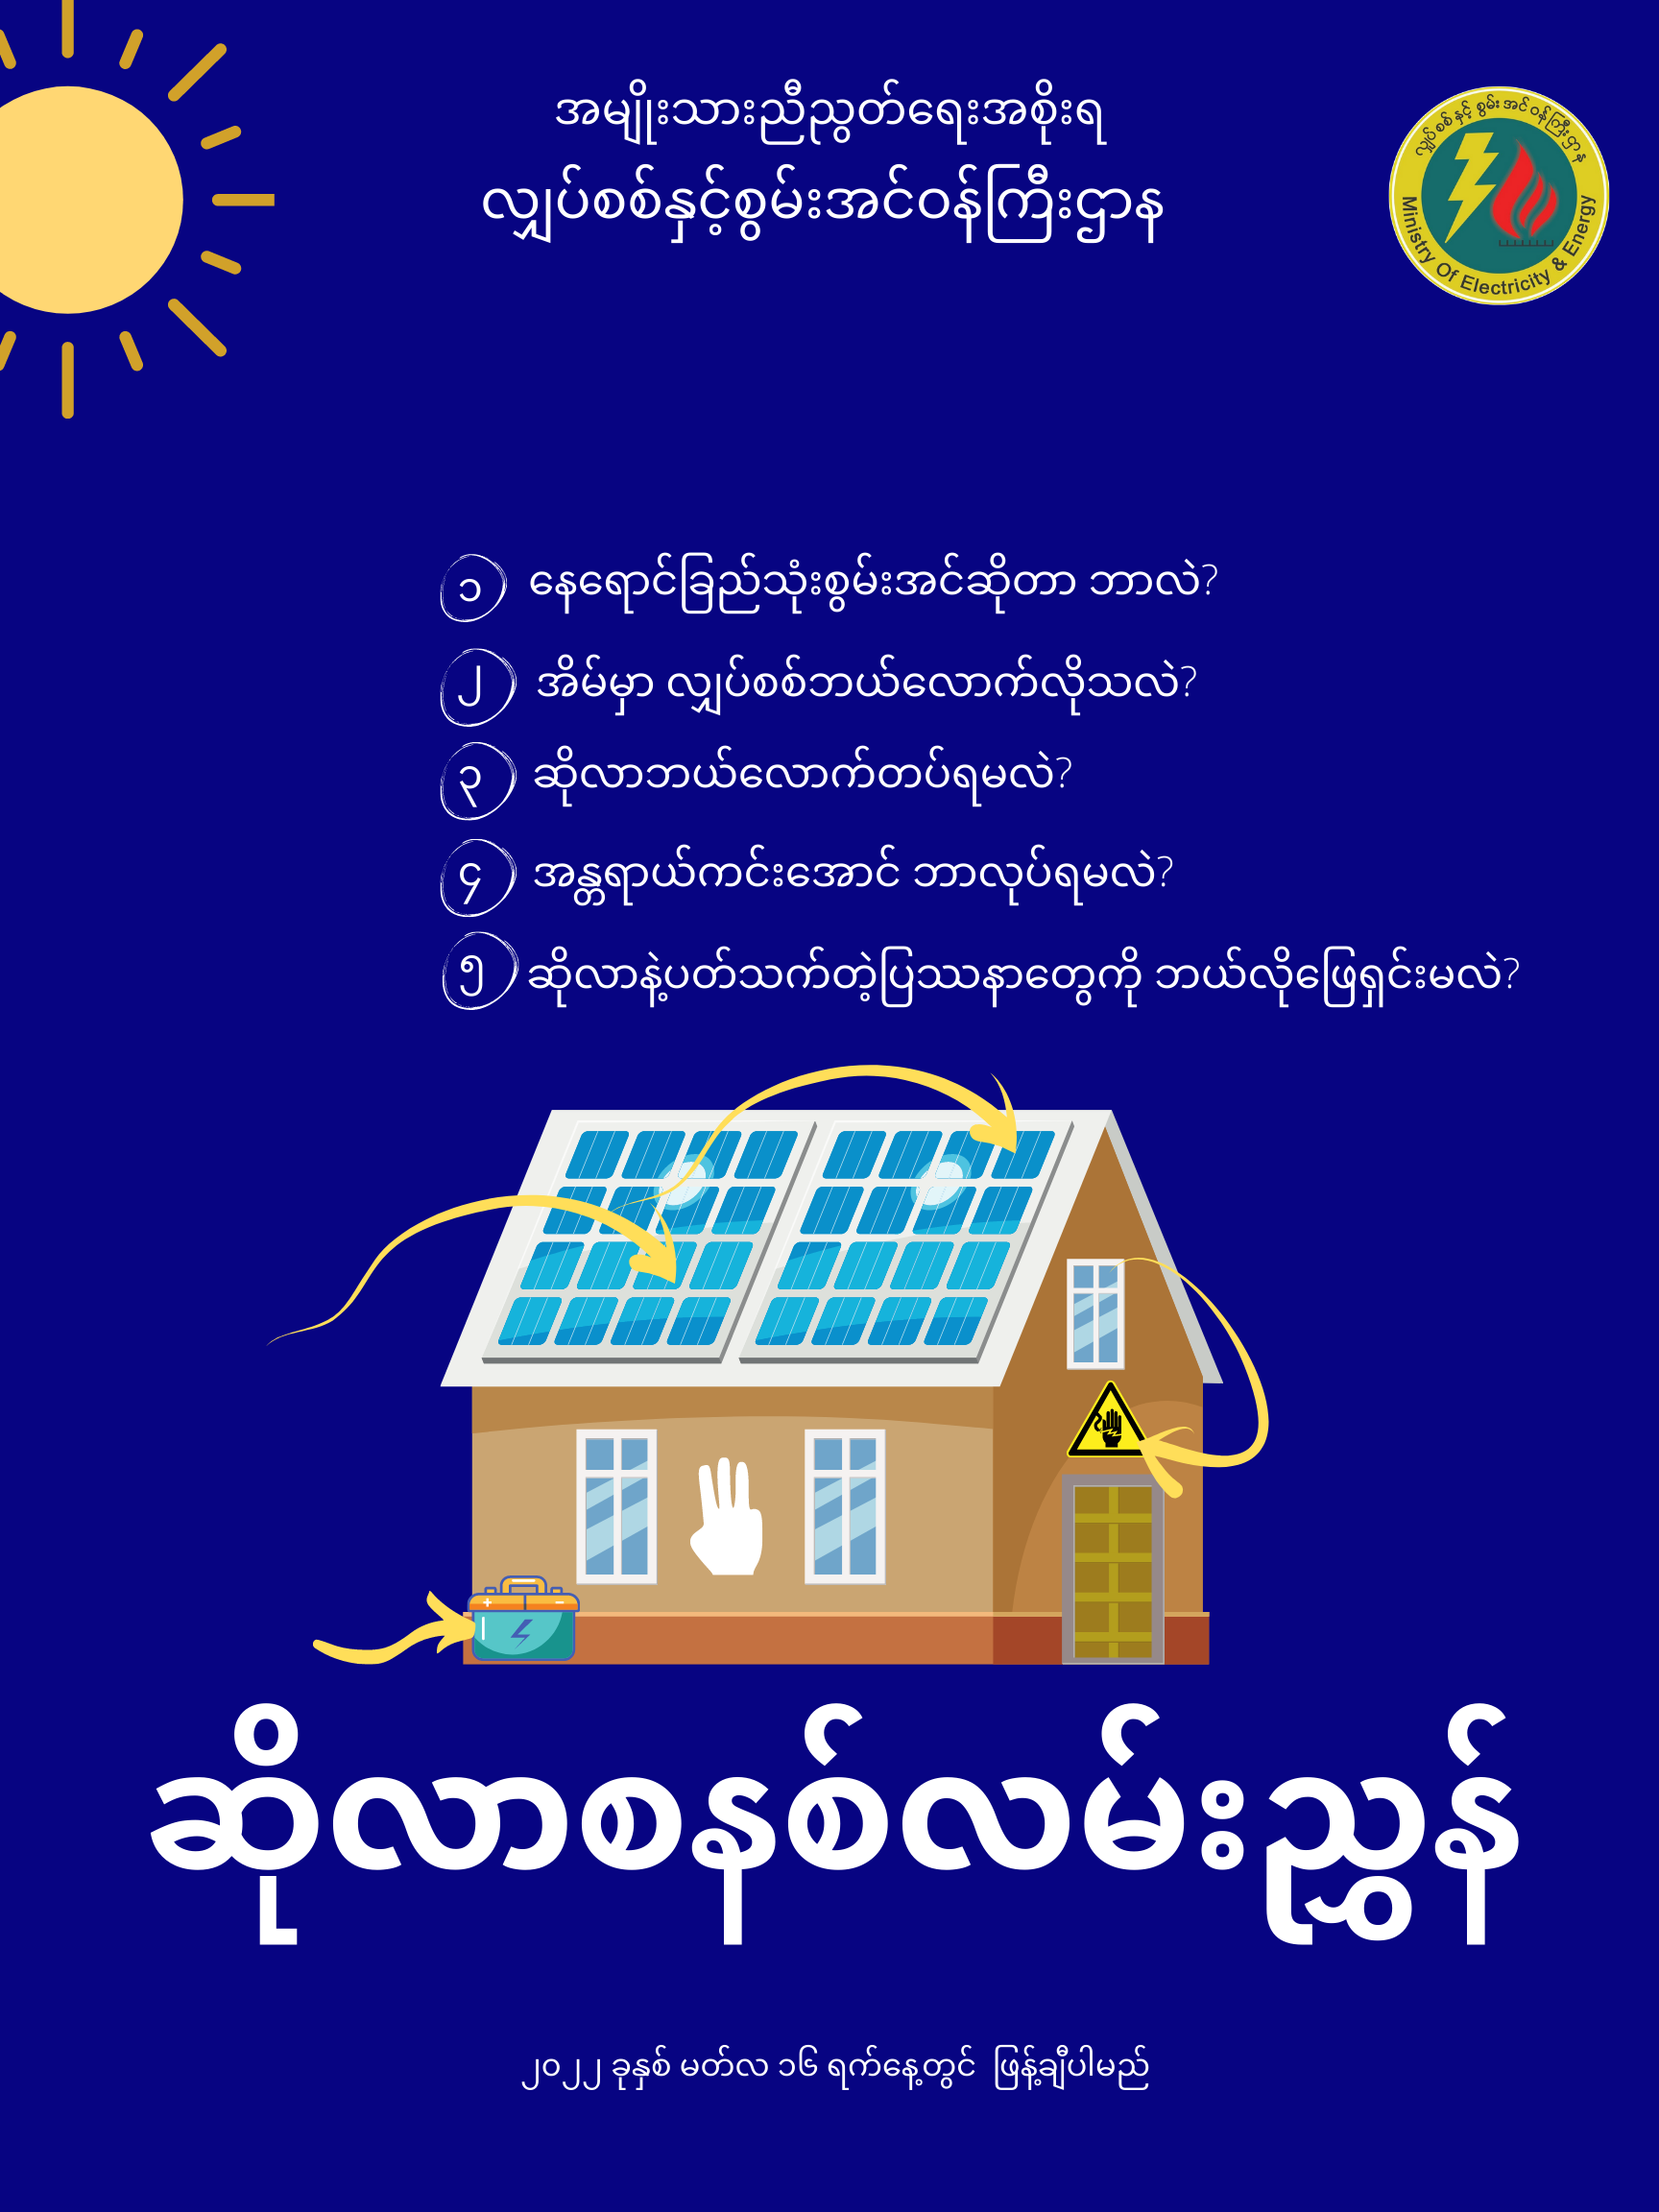 အမျိုးသားညီညွတ်ရေးအစိုးရ
လျှပ်စစ်နှင့်စွမ်းအင်ဝန်ကြီးဌာန
လျှပ်စစ်နှင့် စွမ်းအင်ဝန်ကြီးဌာန
Ministry Of Electricity & Energy
၁ နေရောင်ခြည်သုံးစွမ်းအင်ဆိုတာ ဘာလဲ?
၂ အိမ်မှာ လျှပ်စစ်ဘယ်လောက်လိုသလဲ?
၃ ဆိုလာဘယ်လောက်တပ်ရမလဲ?
၄ အန္တရာယ်ကင်းအောင် ဘာလုပ်ရမလဲ?
၅ ဆိုလာနဲ့ပတ်သက်တဲ့ပြဿနာတွေကို ဘယ်လိုဖြေရှင်းမလဲ?
ဆိုလာစနစ်လမ်းညွှန်
၂၀၂၂ ခုနှစ် မတ်လ ၁၆ ရက်နေ့တွင် ဖြန့်ချီပါမည်